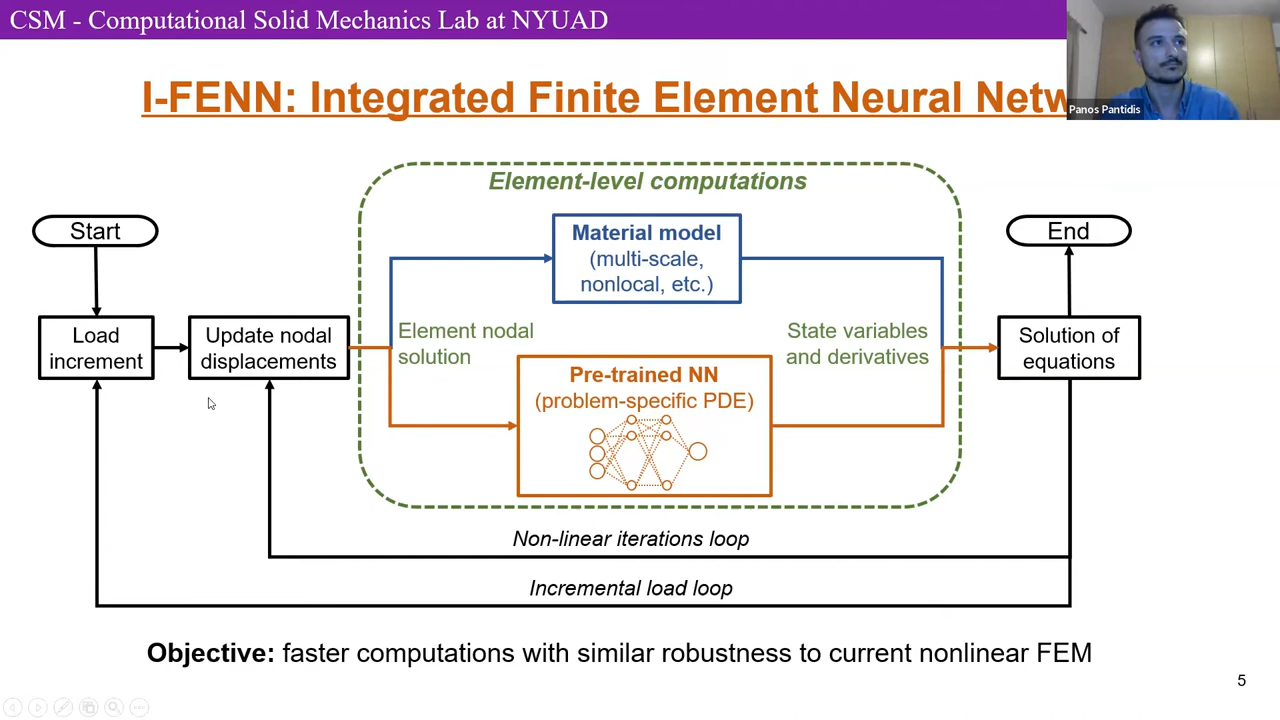 CSM - Computational Solid Mechanics Lab at NYUAD
I-FENN: Integrated Finite Element Neural Netw
Panos Pantidis
Element-level computations
Start
Material model
(multi-scale,
nonlocal, etc.)
End
Load
increment
Update nodal
displacements
Element nodal
solution
State variables
and derivatives
Solution of
equations
Pre-trained NN
(problem-specific PDE)
Non-linear iterations loop
Incremental load loop
Objective: faster computations with similar robustness to current nonlinear FEM
5